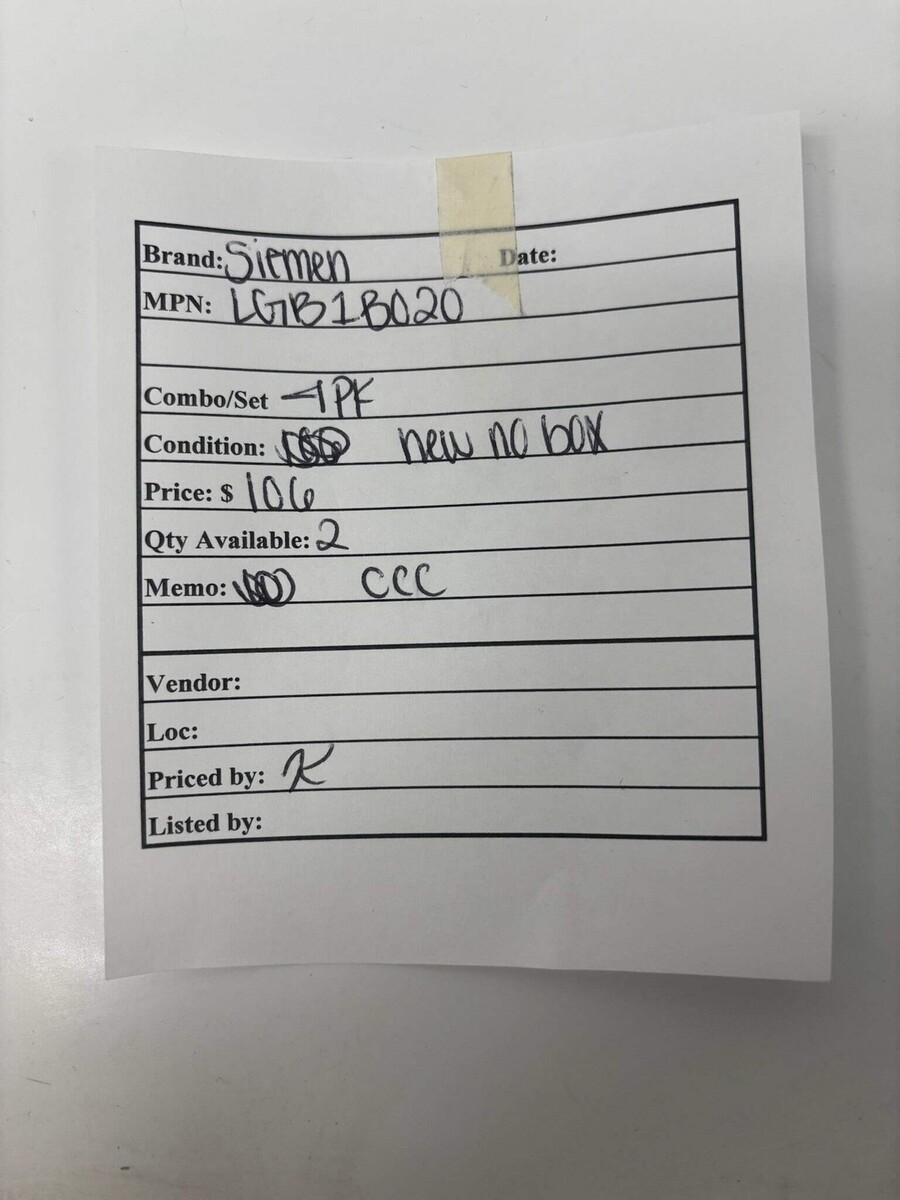 Brand: Siemen Date:
MPN: LGB1B020
Combo/Set 1PK
Condition: new no box
Price: $ 106
Qty Available: 2
Memo: CCC
Vendor:
Loc:
Priced by: K
Listed by: